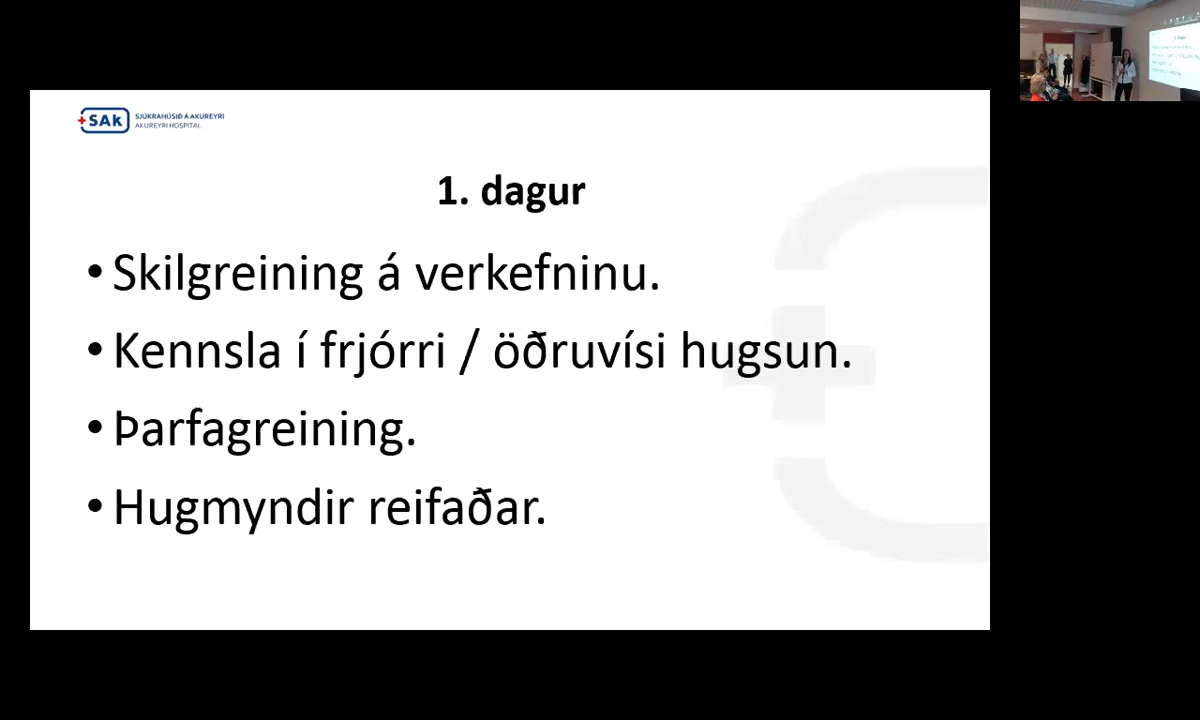 SAk
SJÚKRAHÚSIÐ Á AKUREYRI
AKUREYRI HOSPITAL
1. dagur
• Skilgreining á verkefninu.
• Kennsla í frjórri / öðruvísi hugsun.
• Þarfagreining.
• Hugmyndir reifaðar.